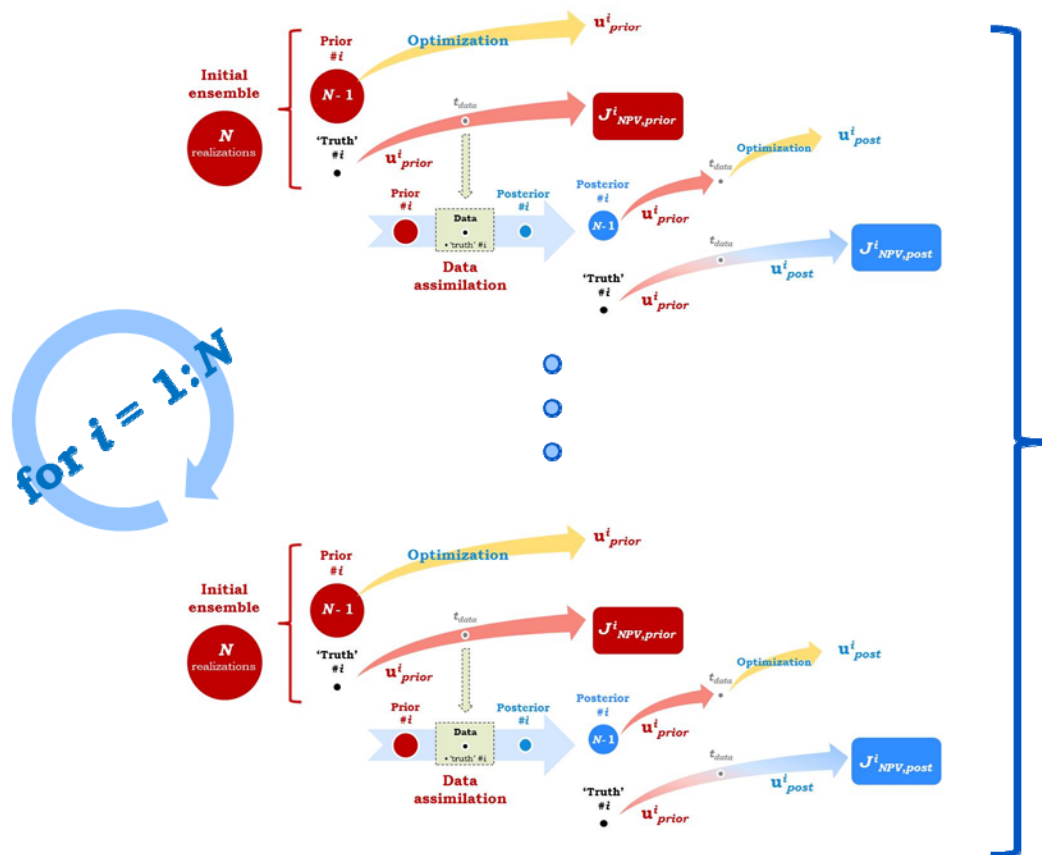 u^i_prior
Optimization
Prior
#i
N - 1
Initial
ensemble
N
realizations
t_data
J^i_NPV,prior
'Truth'
#i
u^i_prior
Optimization
u^i_post
t_data
Prior
#i
Data
• 'truth' #i
Posterior
#i
Posterior
#i
N - 1
u^i_prior
Data
assimilation
t_data
J^i_NPV,post
'Truth'
#i
u^i_post
u^i_prior
for i = 1:N
u^i_prior
Optimization
Prior
#i
N - 1
Initial
ensemble
N
realizations
t_data
J^i_NPV,prior
'Truth'
#i
u^i_prior
Optimization
u^i_post
t_data
Prior
#i
Data
• 'truth' #i
Posterior
#i
Posterior
#i
N - 1
u^i_prior
Data
assimilation
t_data
J^i_NPV,post
'Truth'
#i
u^i_post
u^i_prior